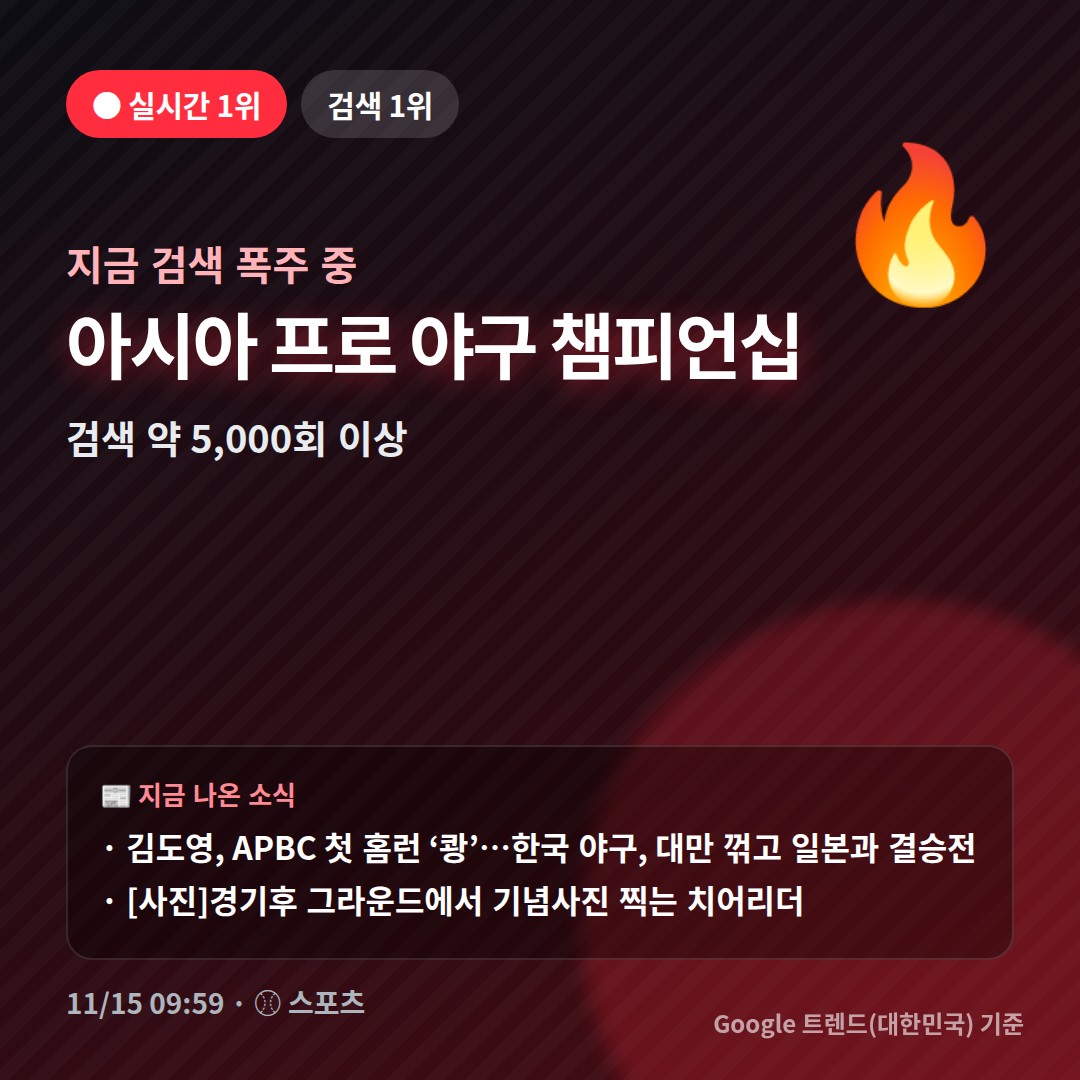 실시간 1위
검색 1위
지금 검색 폭주 중
아시아 프로 야구 챔피언십
검색 약 5,000회 이상
📰 지금 나온 소식
· 김도영, APBC 첫 홈런 ‘쾅’…한국 야구, 대만 꺾고 일본과 결승전
· [사진]경기후 그라운드에서 기념사진 찍는 치어리더
11/15 09:59 · ⚾ 스포츠
Google 트렌드(대한민국) 기준